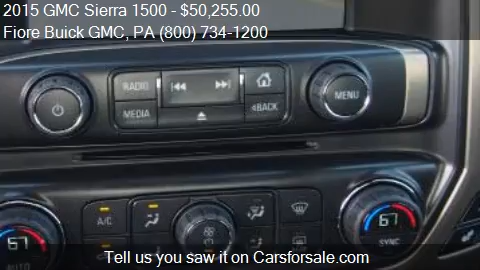 2015 GMC Sierra 1500 - $50,255.00
Fiore Buick GMC, PA (800) 734-1200
RADIO
MEDIA
BACK
MENU
A/C
67
67
SYNC
Tell us you saw it on Carsforsale.com